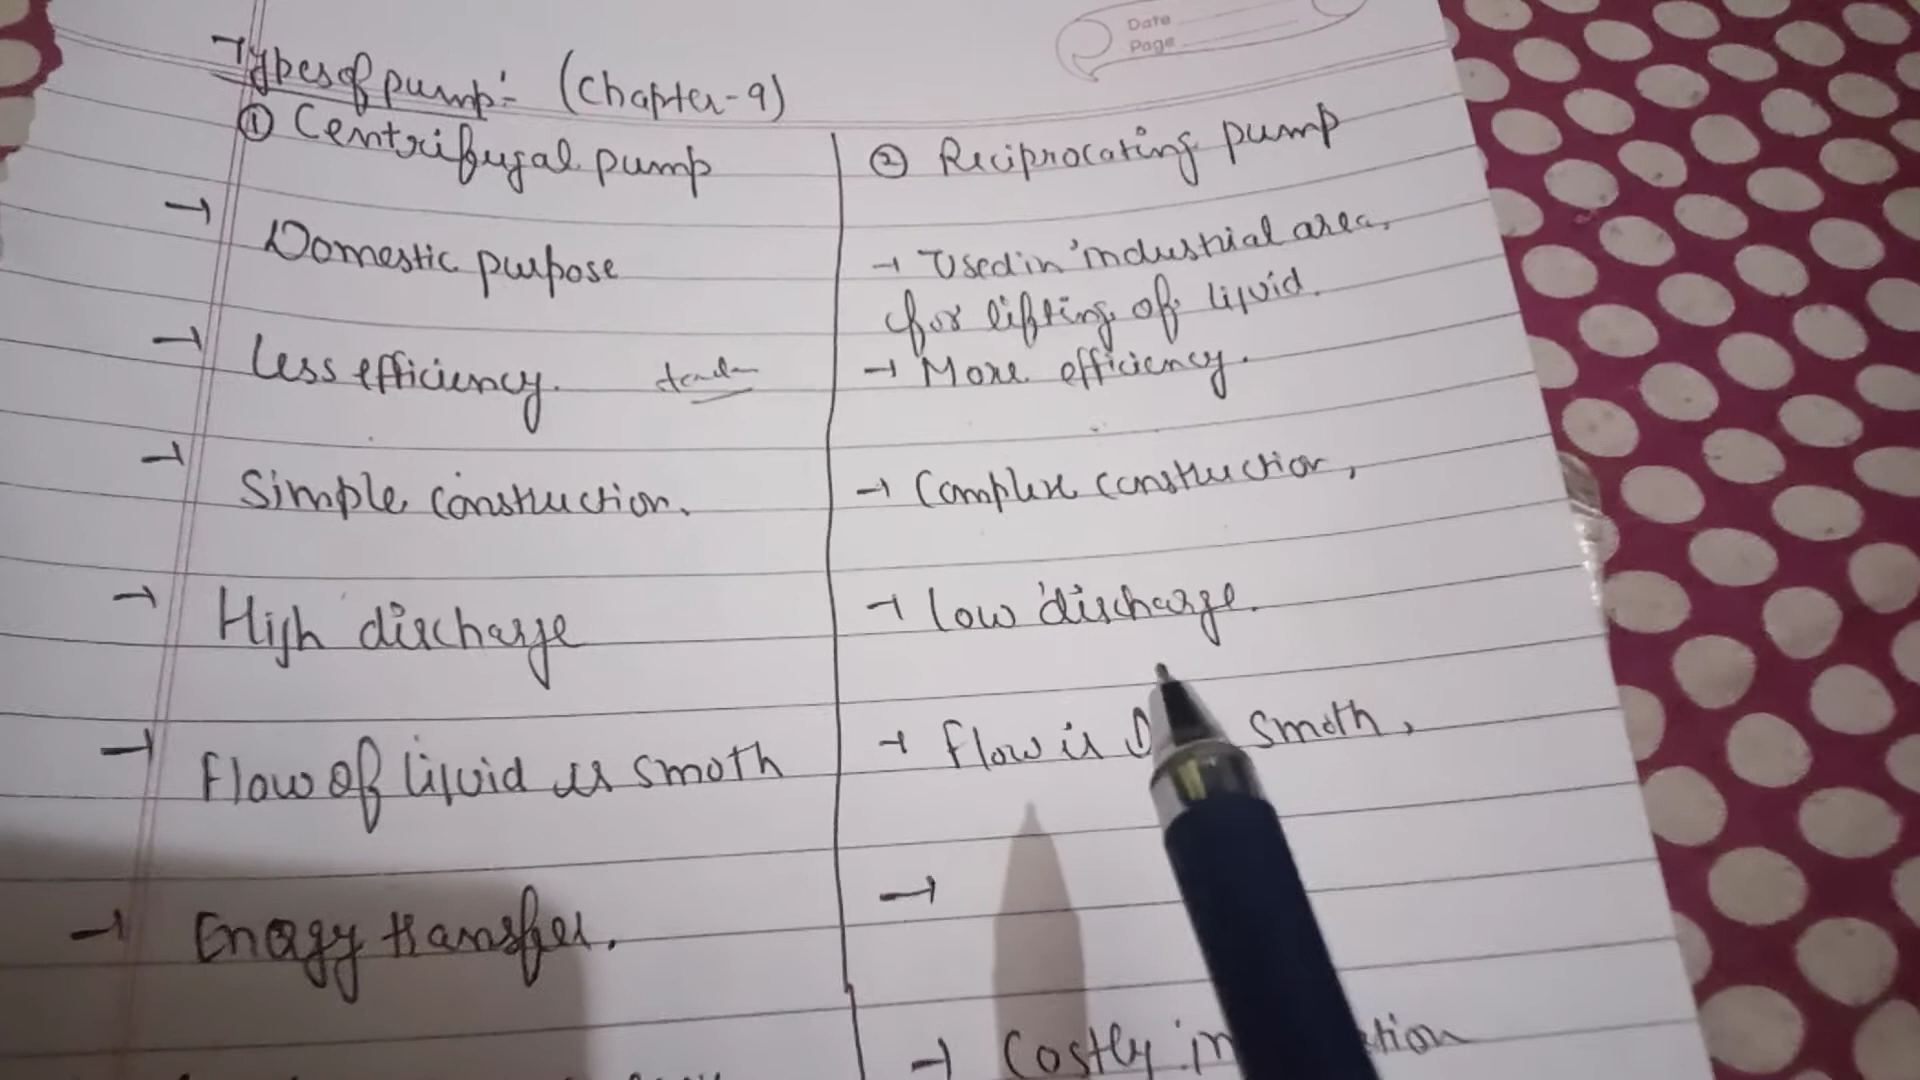 Date
Page
Types of pump:- (Chapter-9)
① Centrifugal pump
→ Domestic purpose
→ Less efficiency.
→ Simple construction.
→ High discharge
→ Flow of liquid is smoth
→ Energy transfer.
② Reciprocating pump
→ Used in industrial area,
for lifting of liquid.
→ More efficiency.
→ Complex construction,
→ Low discharge.
→ Flow is smoth,
→
→ Costly